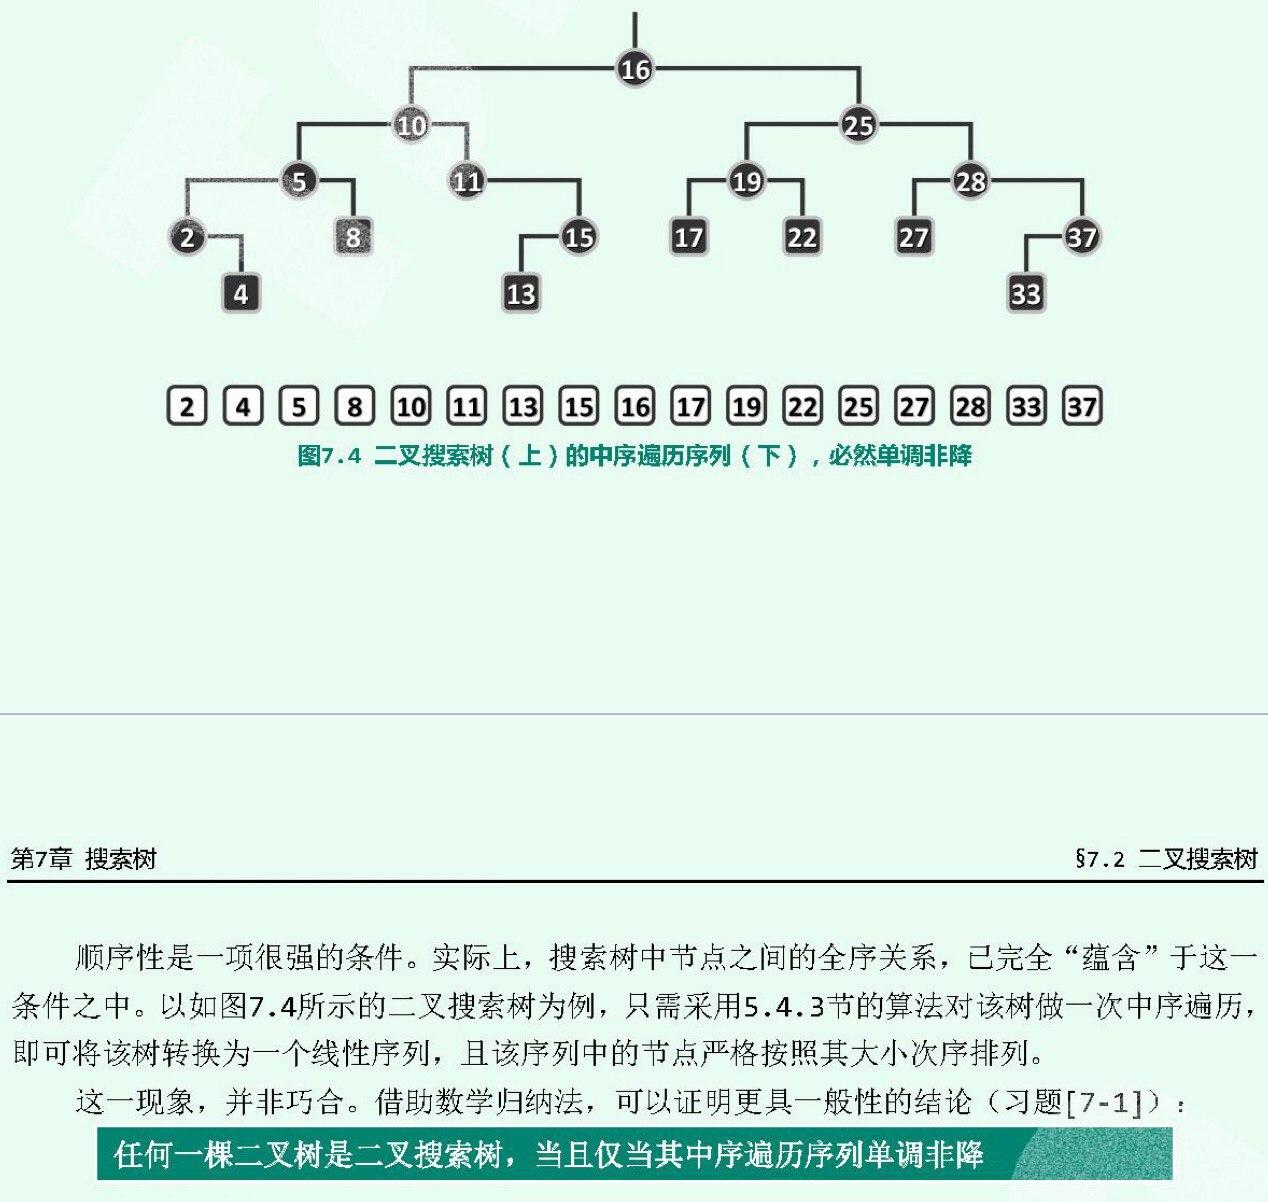 16
10 25
5 11 19 28
2 8 15 17 22 27 37
4 13 33
2 4 5 8 10 11 13 15 16 17 19 22 25 27 28 33 37
图7.4 二叉搜索树（上）的中序遍历序列（下），必然单调非降
第7章 搜索树 §7.2 二叉搜索树
顺序性是一项很强的条件。实际上，搜索树中节点之间的全序关系，已完全“蕴含”于这一
条件之中。以如图7.4所示的二叉搜索树为例，只需采用5.4.3节的算法对该树做一次中序遍历，
即可将该树转换为一个线性序列，且该序列中的节点严格按照其大小次序排列。
这一现象，并非巧合。借助数学归纳法，可以证明更具一般性的结论（习题[7-1]）：
任何一棵二叉树是二叉搜索树，当且仅当其中序遍历序列单调非降